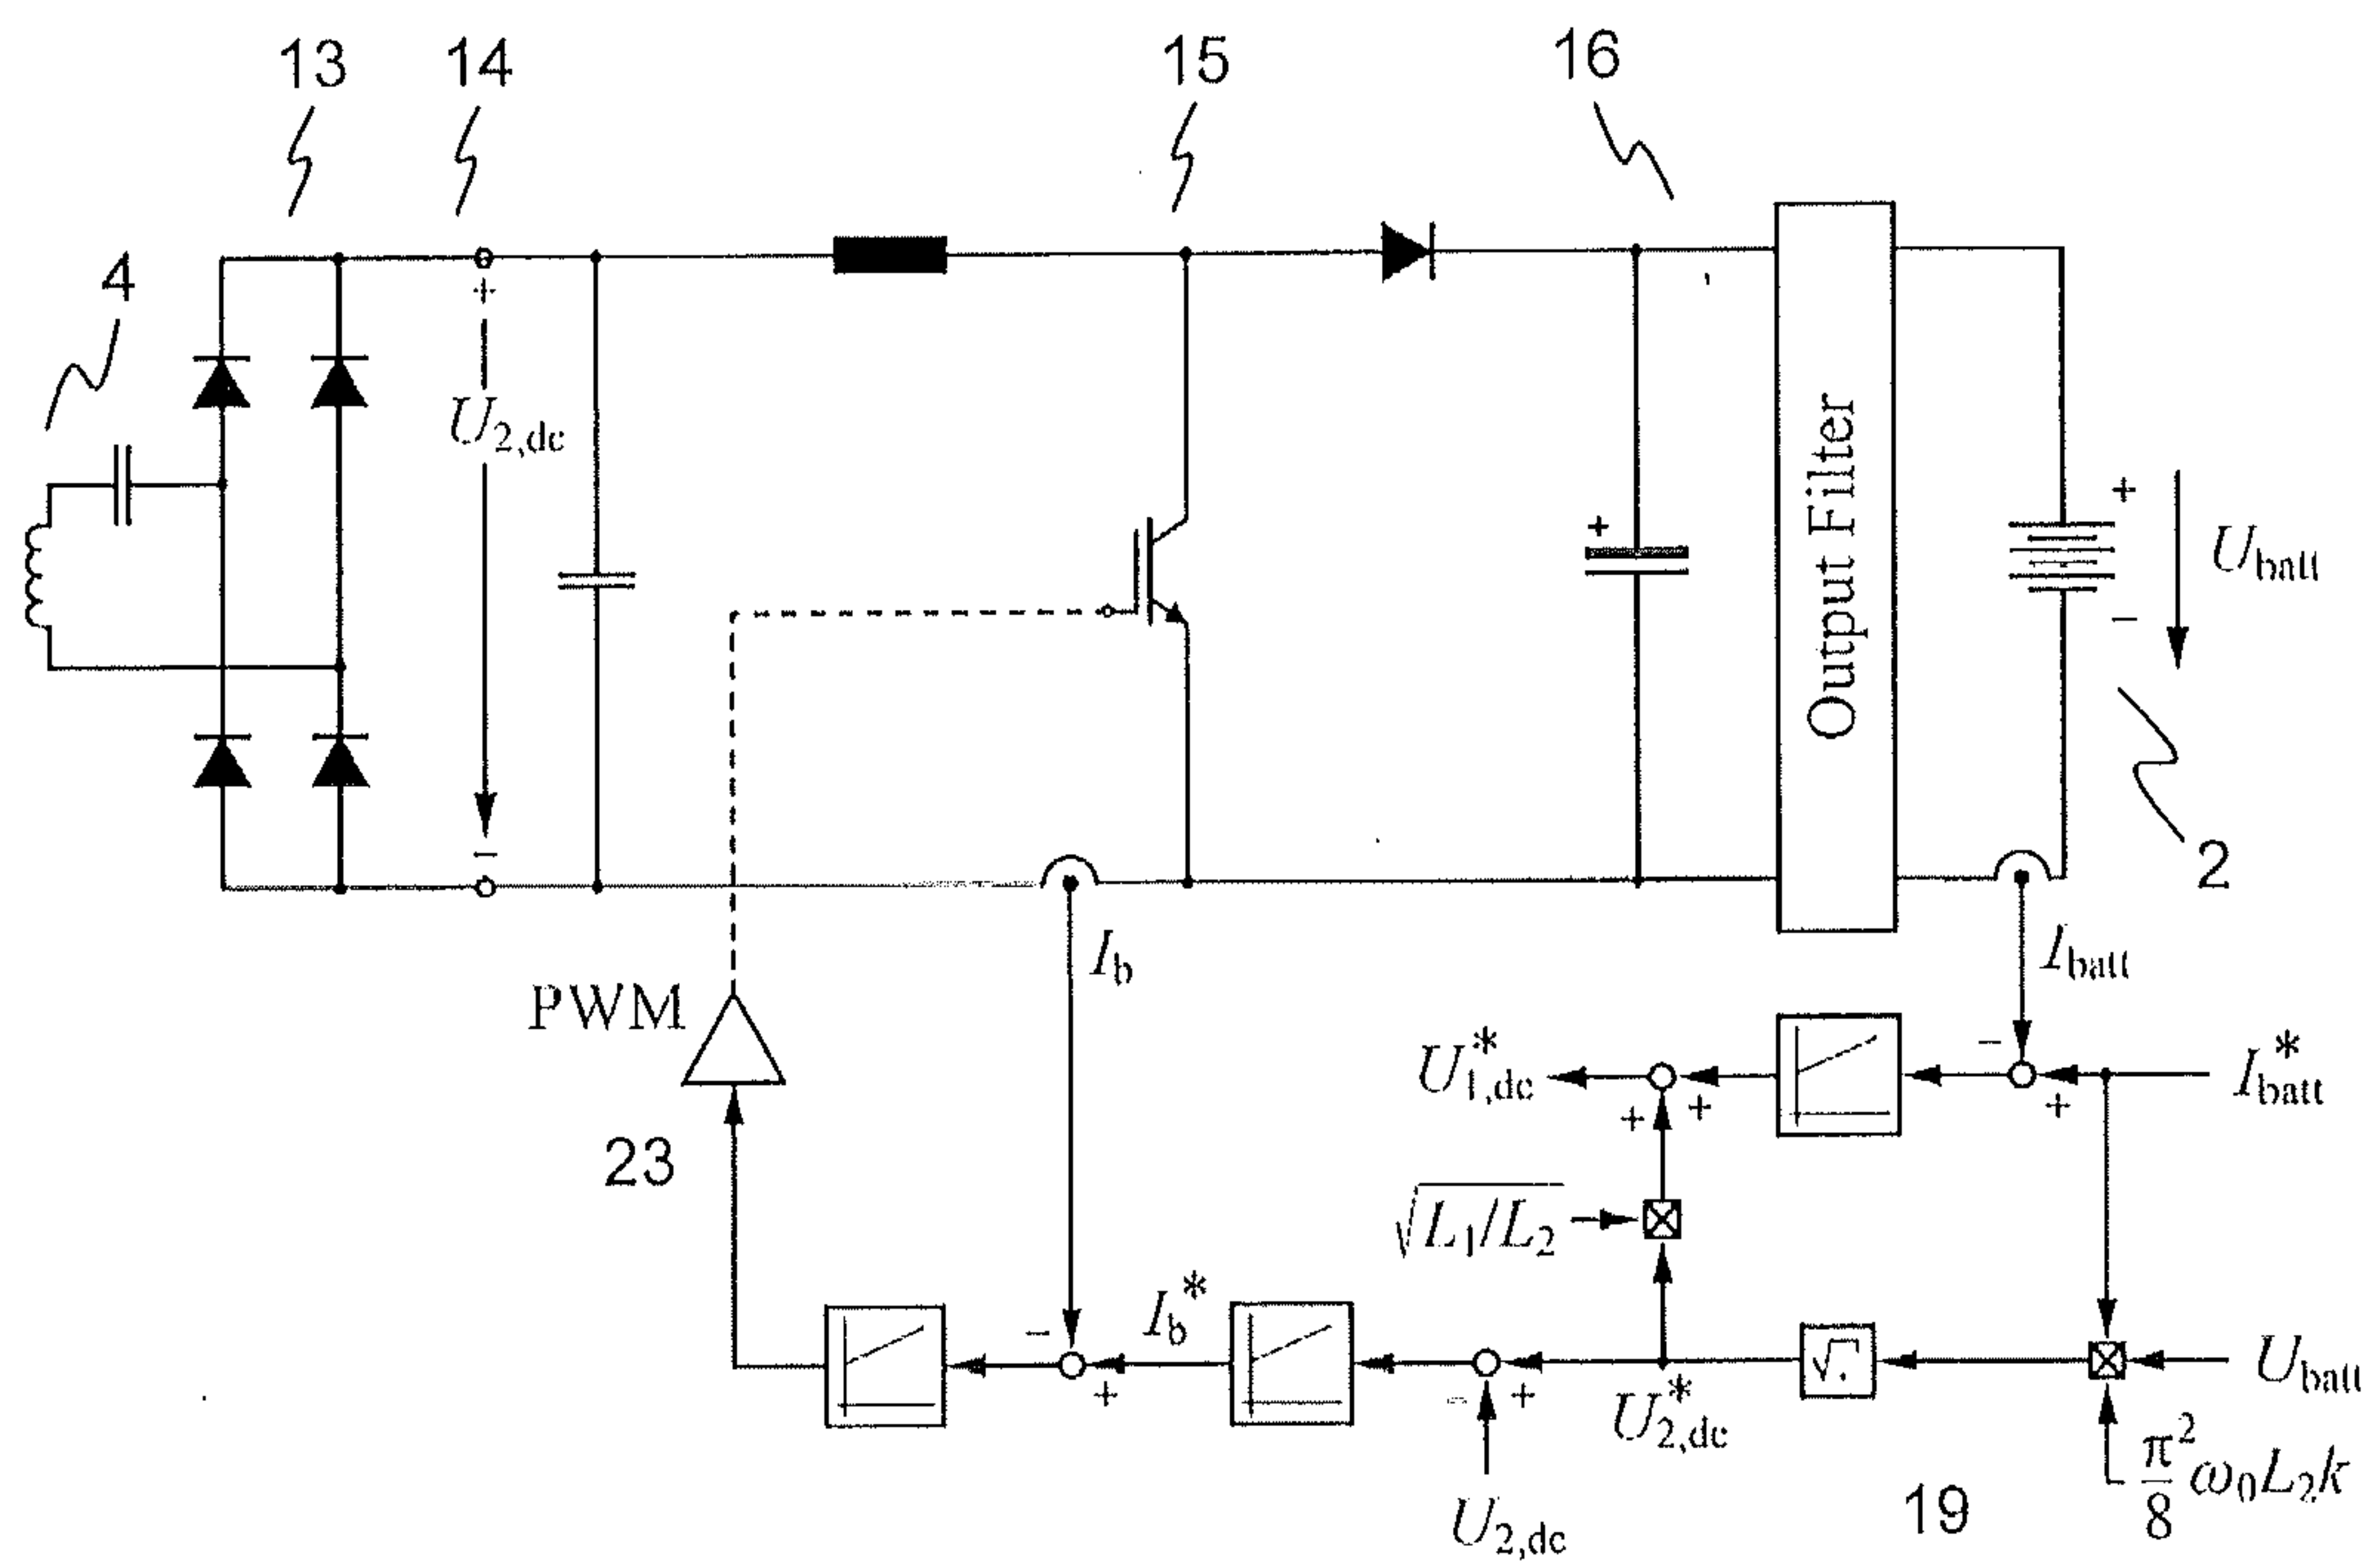 13
14
15
16
4
+
U2,dc
−
+
Output Filter
+
Ubatt
−
2
Ib
Ibatt
PWM
U*1,dc
−
I*batt
+
+
+
23
√L1/L2
Ib*
−
+
√.
Ubatt
−
+
U*2,dc
π²/8 ω0L2k
U2,dc
19